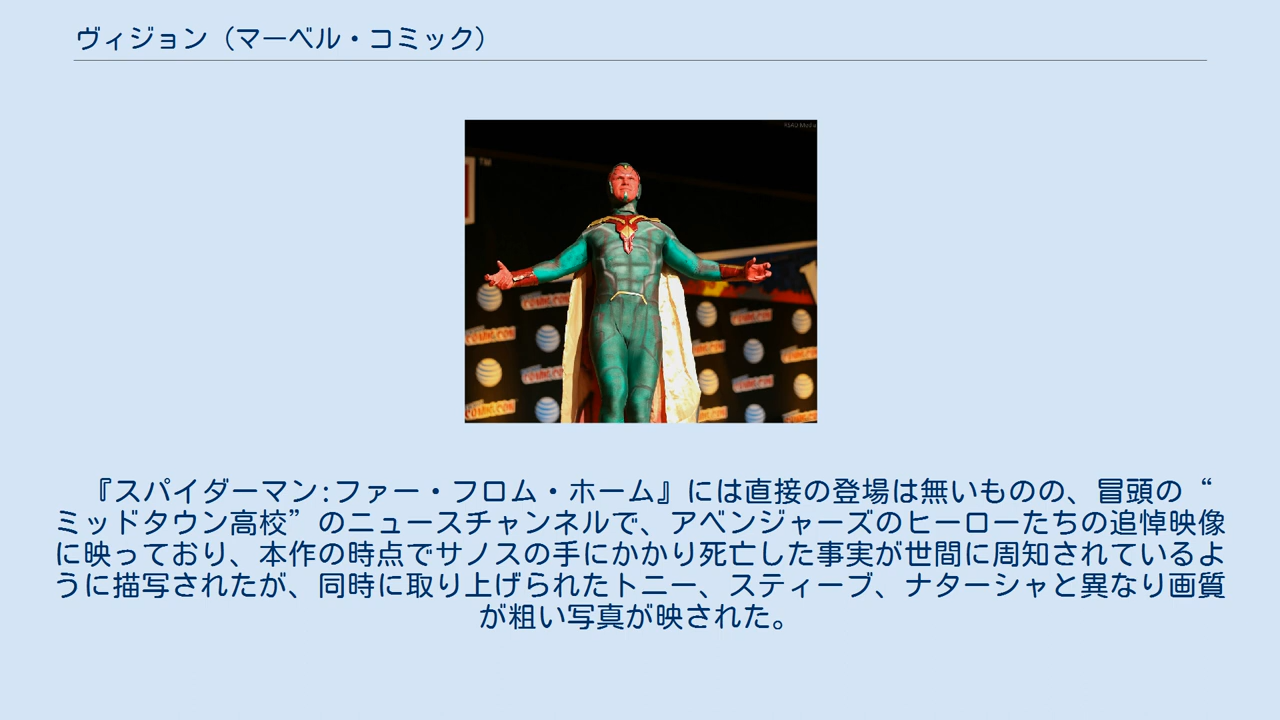 ヴィジョン（マーベル・コミック）
TM
COMIC CON
『スパイダーマン:ファー・フロム・ホーム』には直接の登場は無いものの、冒頭の“
ミッドタウン高校”のニュースチャンネルで、アベンジャーズのヒーローたちの追悼映像
に映っており、本作の時点でサノスの手にかかり死亡した事実が世間に周知されているよ
うに描写されたが、同時に取り上げられたトニー、スティーブ、ナターシャと異なり画質
が粗い写真が映された。